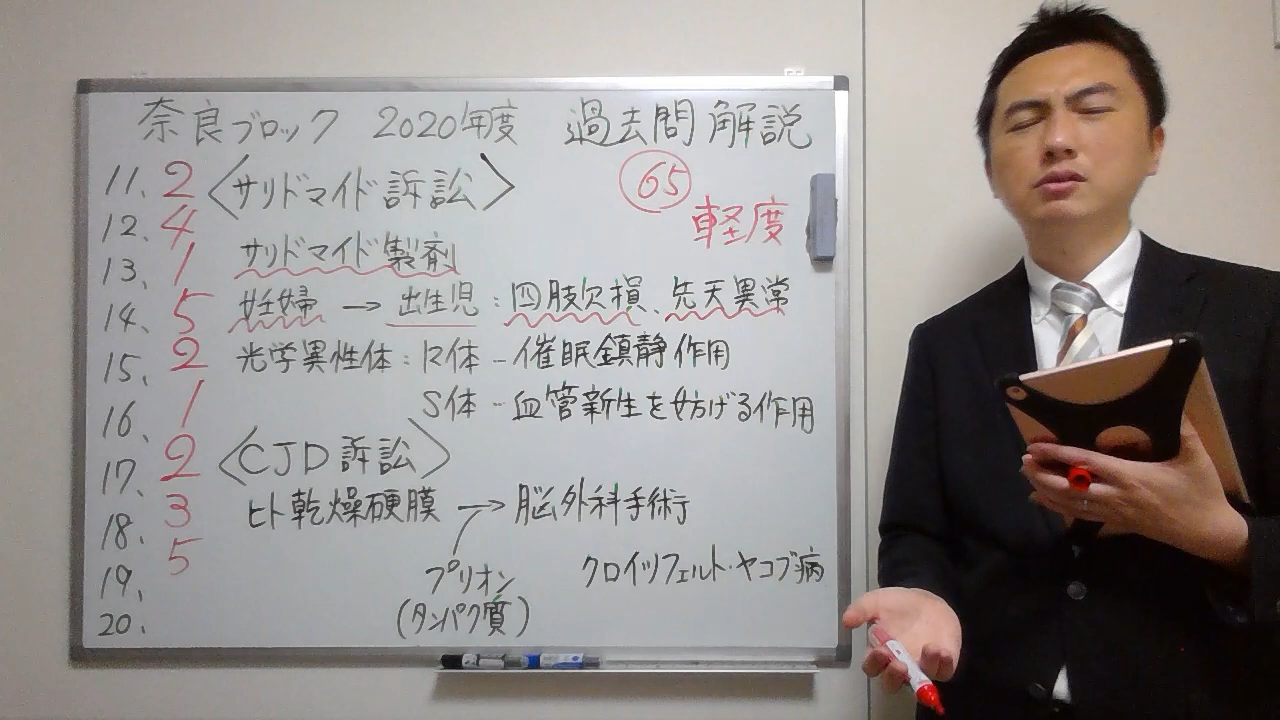 奈良ブロック 2020年度 過去問解説
11. 2 〈サリドマイド訴訟〉 65
12. 4 軽度
13. 1 サリドマイド製剤
14. 5 妊婦 → 出生児:四肢欠損、先天異常
15. 2 光学異性体:R体 - 催眠鎮静作用
16. 1 S体 - 血管新生を妨げる作用
17. 2 〈CJD訴訟〉
18. 3 ヒト乾燥硬膜 → 脳外科手術
19. 5 プリオン クロイツフェルト・ヤコブ病
20. (タンパク質)